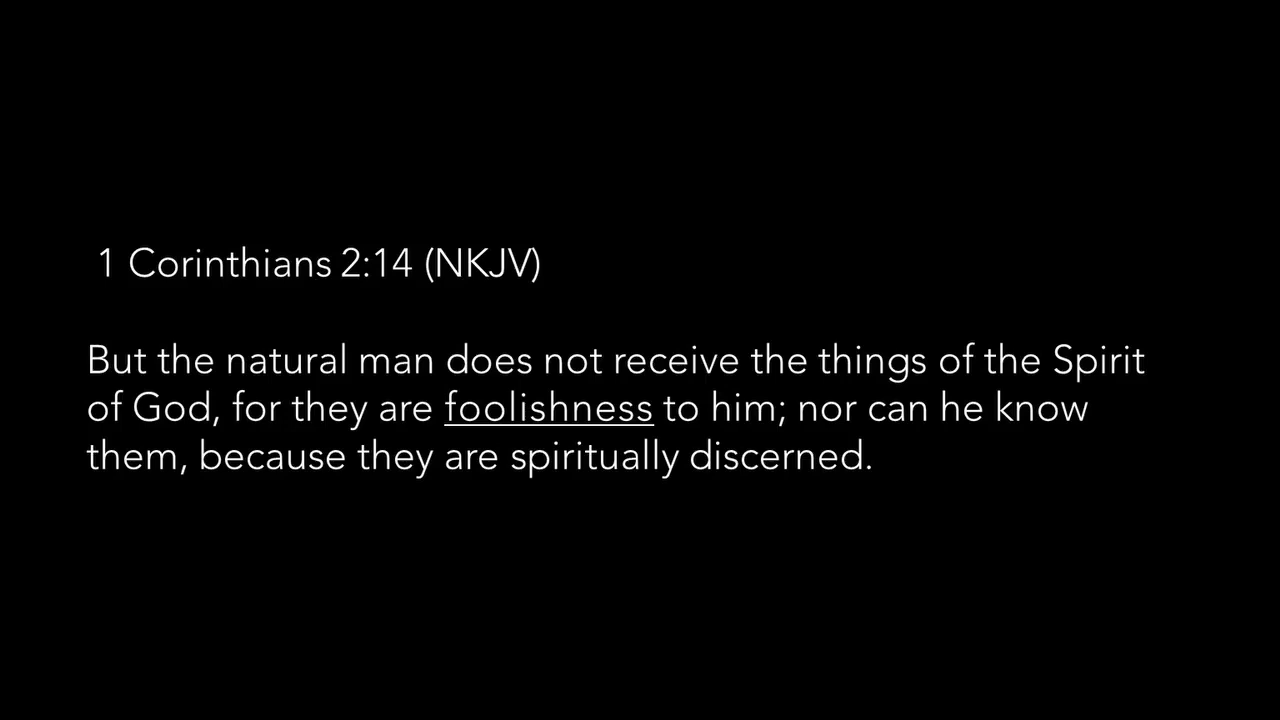 1 Corinthians 2:14 (NKJV)
But the natural man does not receive the things of the Spirit
of God, for they are foolishness to him; nor can he know
them, because they are spiritually discerned.